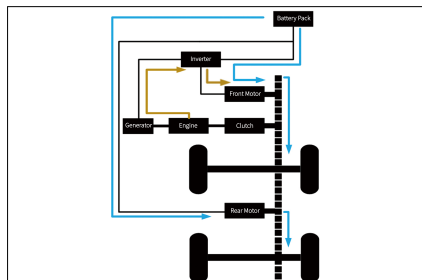 Battery Pack
Inverter
Front Motor
Generator
Engine
Clutch
Rear Motor